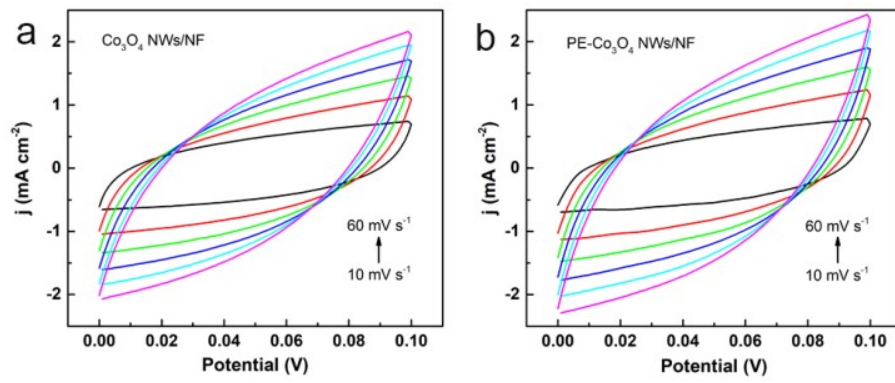 a
Co₃O₄ NWs/NF
j (mA cm⁻²)
2
1
0
-1
-2
60 mV s⁻¹
10 mV s⁻¹
0.00 0.02 0.04 0.06 0.08 0.10
Potential (V)
b
PE-Co₃O₄ NWs/NF
j (mA cm⁻²)
2
1
0
-1
-2
60 mV s⁻¹
10 mV s⁻¹
0.00 0.02 0.04 0.06 0.08 0.10
Potential (V)